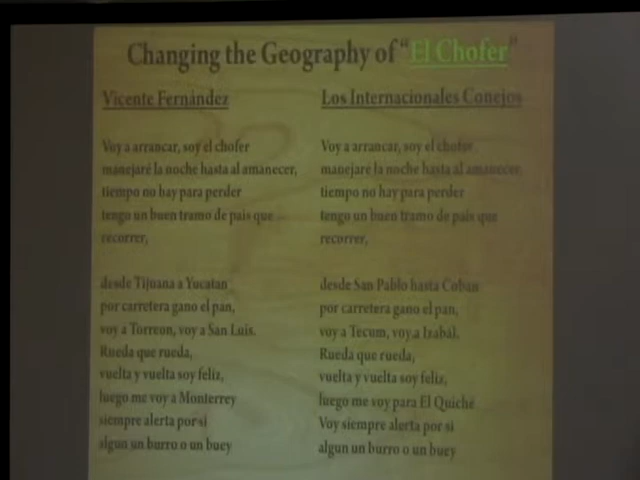 Changing the Geography of "El Chofer"
Vicente Fernández
Voy a arrancar, soy el chofer
manejaré la noche hasta al amanecer,
tiempo no hay para perder
tengo un buen tramo de pais que
recorrer,
desde Tijuana a Yucatan
por carretera gano el pan,
voy a Torreon, voy a San Luis.
Rueda que rueda,
vuelta y vuelta soy feliz,
luego me voy a Monterrey
siempre alerta por si
algun un burro o un buey
Los Internacionales Conejos
Voy a arrancar, soy el chofer
manejaré la noche hasta al amanecer,
tiempo no hay para perder
tengo un buen tramo de pais que
recorrer,
desde San Pablo hasta Coban
por carretera gano el pan,
voy a Tecum, voy a Izabál.
Rueda que rueda,
vuelta y vuelta soy feliz,
luego me voy para El Quiché
Voy siempre alerta por si
algun un burro o un buey